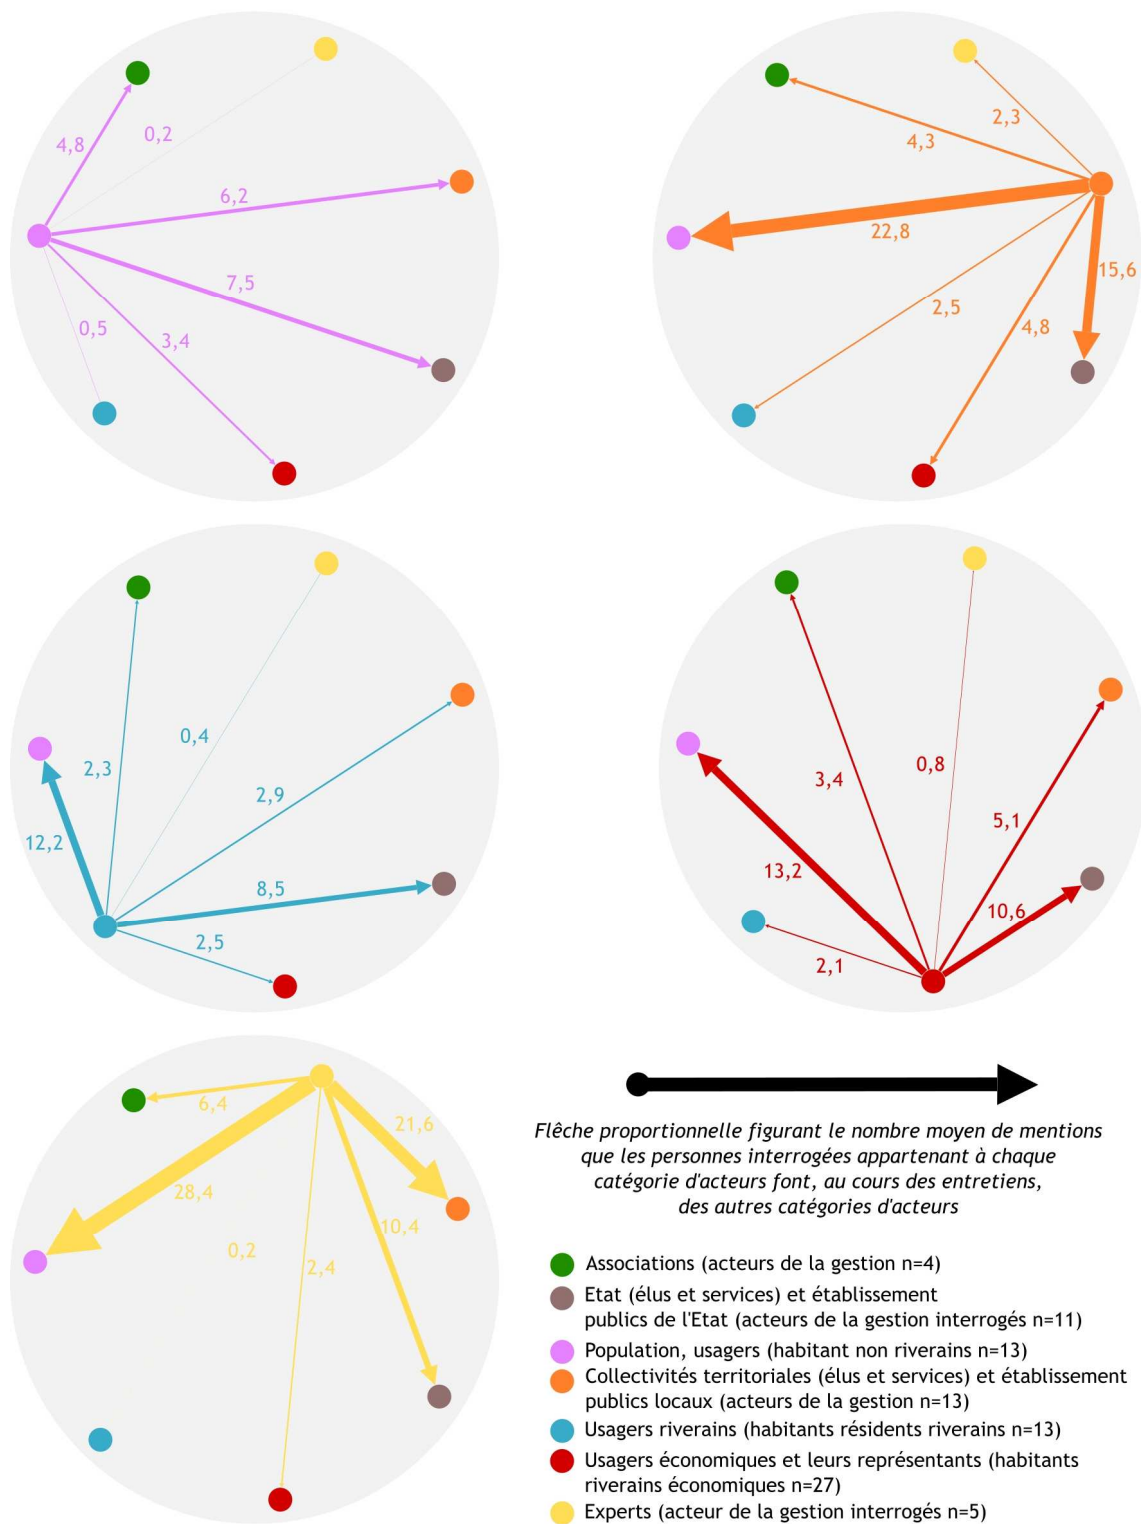 4,8
0,2
6,2
7,5
0,5
3,4
2,3
4,3
22,8
15,6
2,5
4,8
0,4
2,3
2,9
12,2
8,5
2,5
0,8
3,4
5,1
13,2
10,6
2,1
6,4
21,6
28,4
10,4
0,2
2,4
Flêche proportionnelle figurant le nombre moyen de mentions
que les personnes interrogées appartenant à chaque
catégorie d'acteurs font, au cours des entretiens,
des autres catégories d'acteurs
Associations (acteurs de la gestion n=4)
Etat (élus et services) et établissement
publics de l'Etat (acteurs de la gestion interrogés n=11)
Population, usagers (habitant non riverains n=13)
Collectivités territoriales (élus et services) et établissement
publics locaux (acteurs de la gestion n=13)
Usagers riverains (habitants résidents riverains n=13)
Usagers économiques et leurs représentants (habitants
riverains économiques n=27)
Experts (acteur de la gestion interrogés n=5)